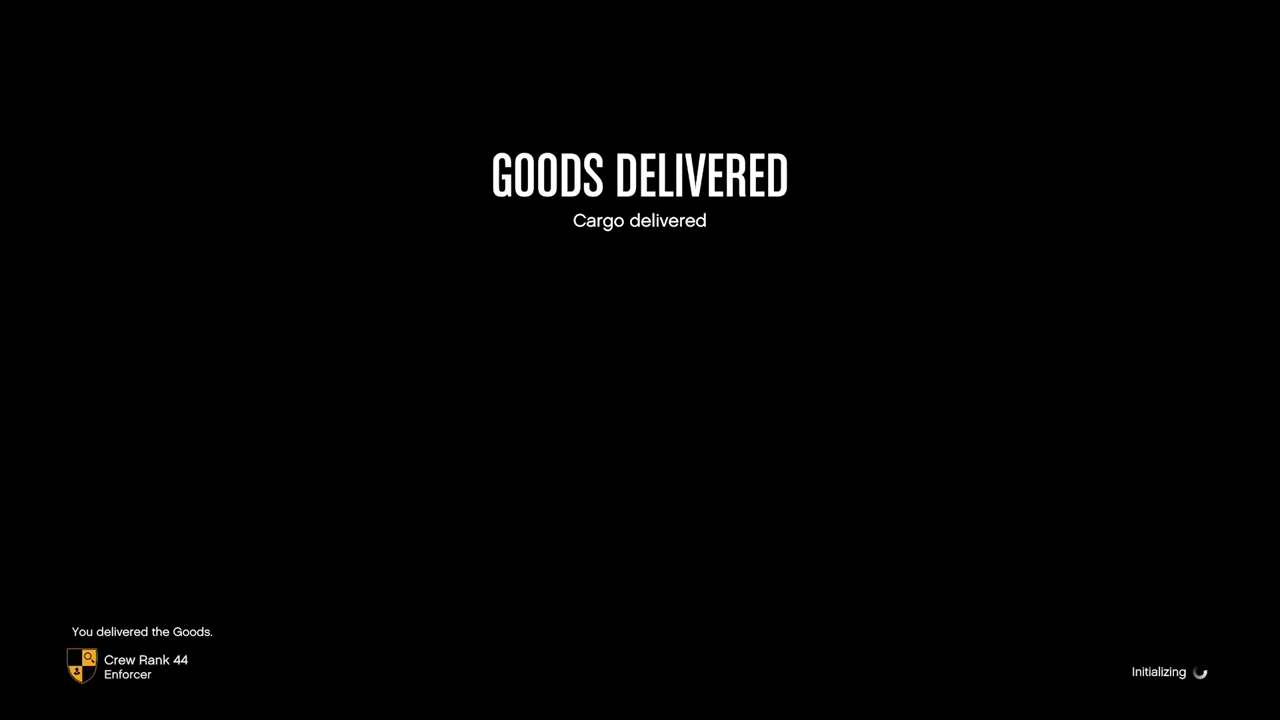 GOODS DELIVERED
Cargo delivered
You delivered the Goods.
Crew Rank 44
Enforcer
Initializing